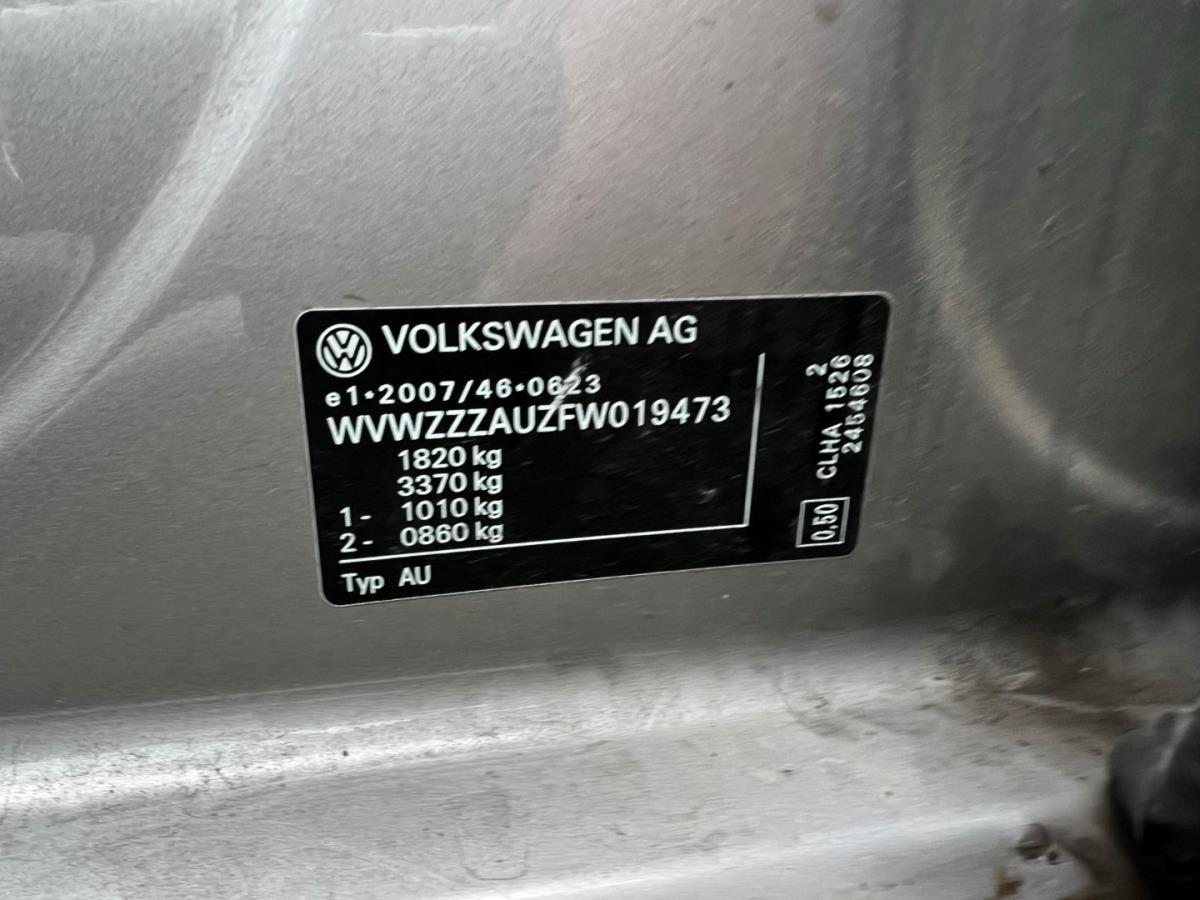 VOLKSWAGEN AG
e1*2007/46*0623
WVWZZZAUZFW019473
1820 kg
3370 kg
1- 1010 kg
2- 0860 kg
Typ AU
2
CLHA 1526
2454608
0,50